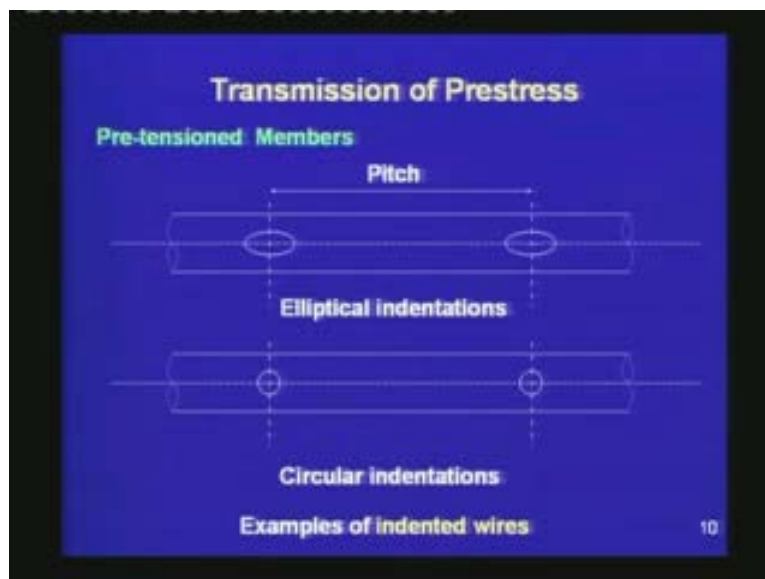 Transmission of Prestress
Pre-tensioned Members
Pitch
Elliptical indentations
Circular indentations
Examples of indented wires
10